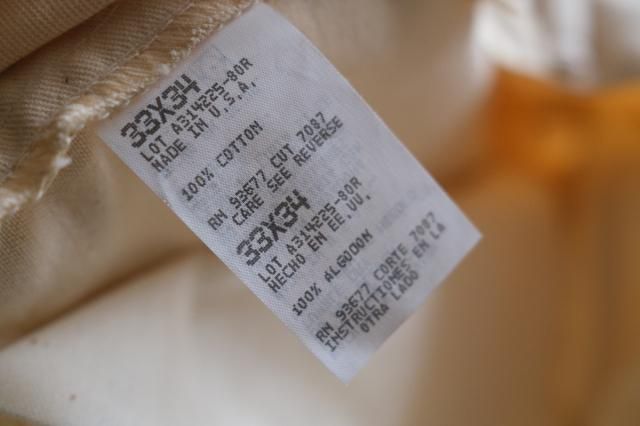 33X34
LOT A314225-80R
MADE IN U.S.A.
100% COTTON
RN 93677 CUT 7087
CARE SEE REVERSE
33X34
LOT A314225-80R
HECHO EN EE.UU.
100% ALGODON
RN 93677 CORTE 7087
INSTRUCTIONES EN LA
OTRA LADO